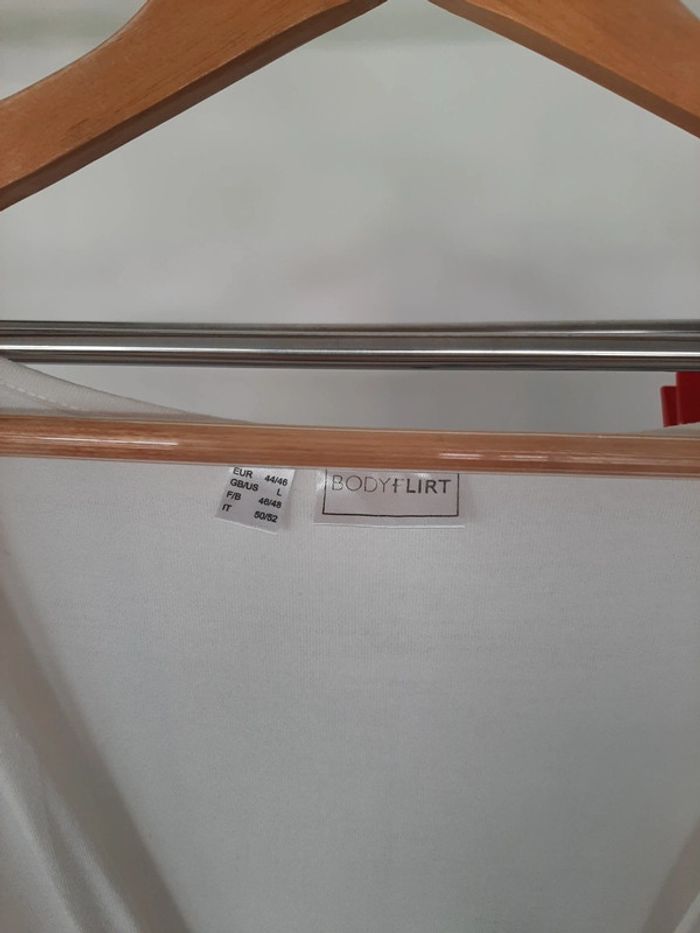 EUR 44/46
GB/US L
F/B 46/48
IT 50/52
BODYFLIRT